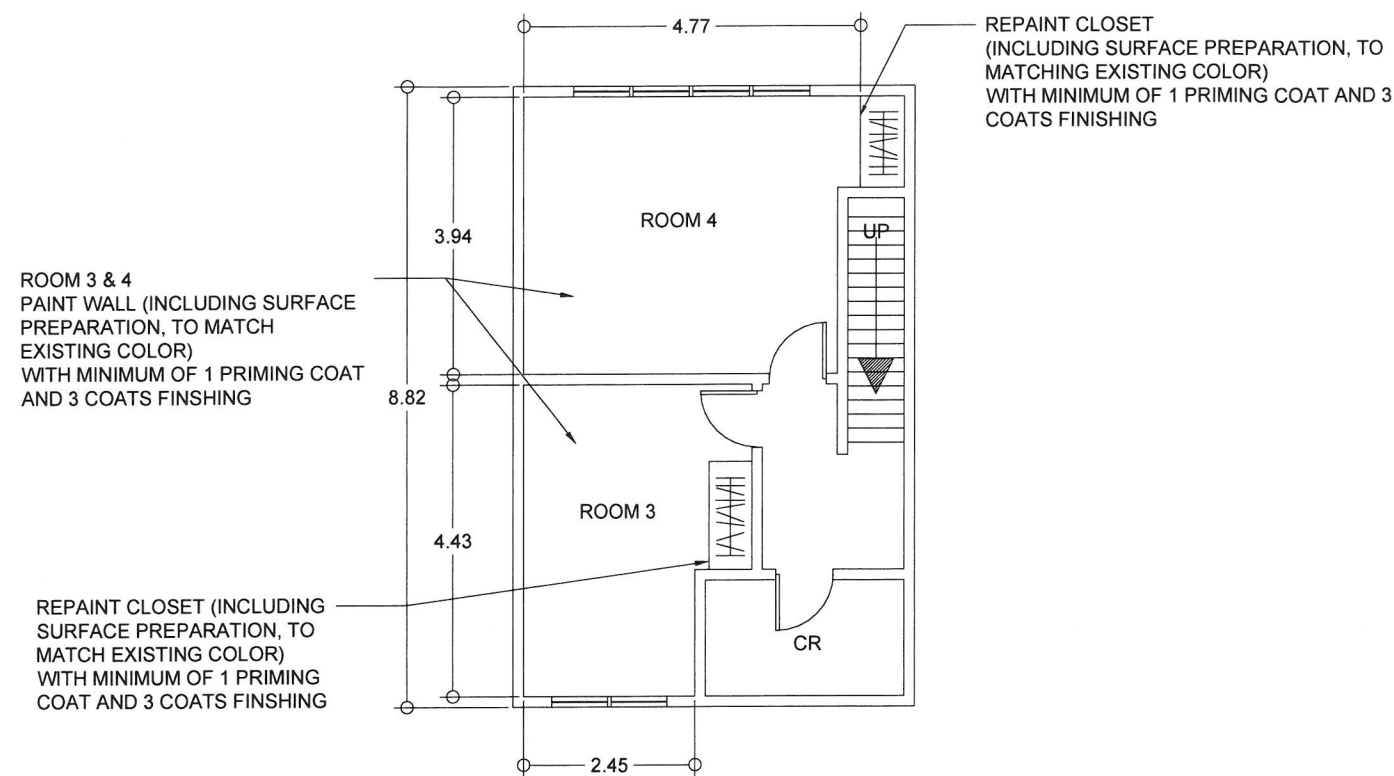 4.77
REPAINT CLOSET
(INCLUDING SURFACE PREPARATION, TO
MATCHING EXISTING COLOR)
WITH MINIMUM OF 1 PRIMING COAT AND 3
COATS FINISHING
ROOM 4
UP
3.94
ROOM 3 & 4
PAINT WALL (INCLUDING SURFACE
PREPARATION, TO MATCH
EXISTING COLOR)
WITH MINIMUM OF 1 PRIMING COAT
AND 3 COATS FINSHING
8.82
ROOM 3
4.43
REPAINT CLOSET (INCLUDING
SURFACE PREPARATION, TO
MATCH EXISTING COLOR)
WITH MINIMUM OF 1 PRIMING
COAT AND 3 COATS FINSHING
CR
2.45